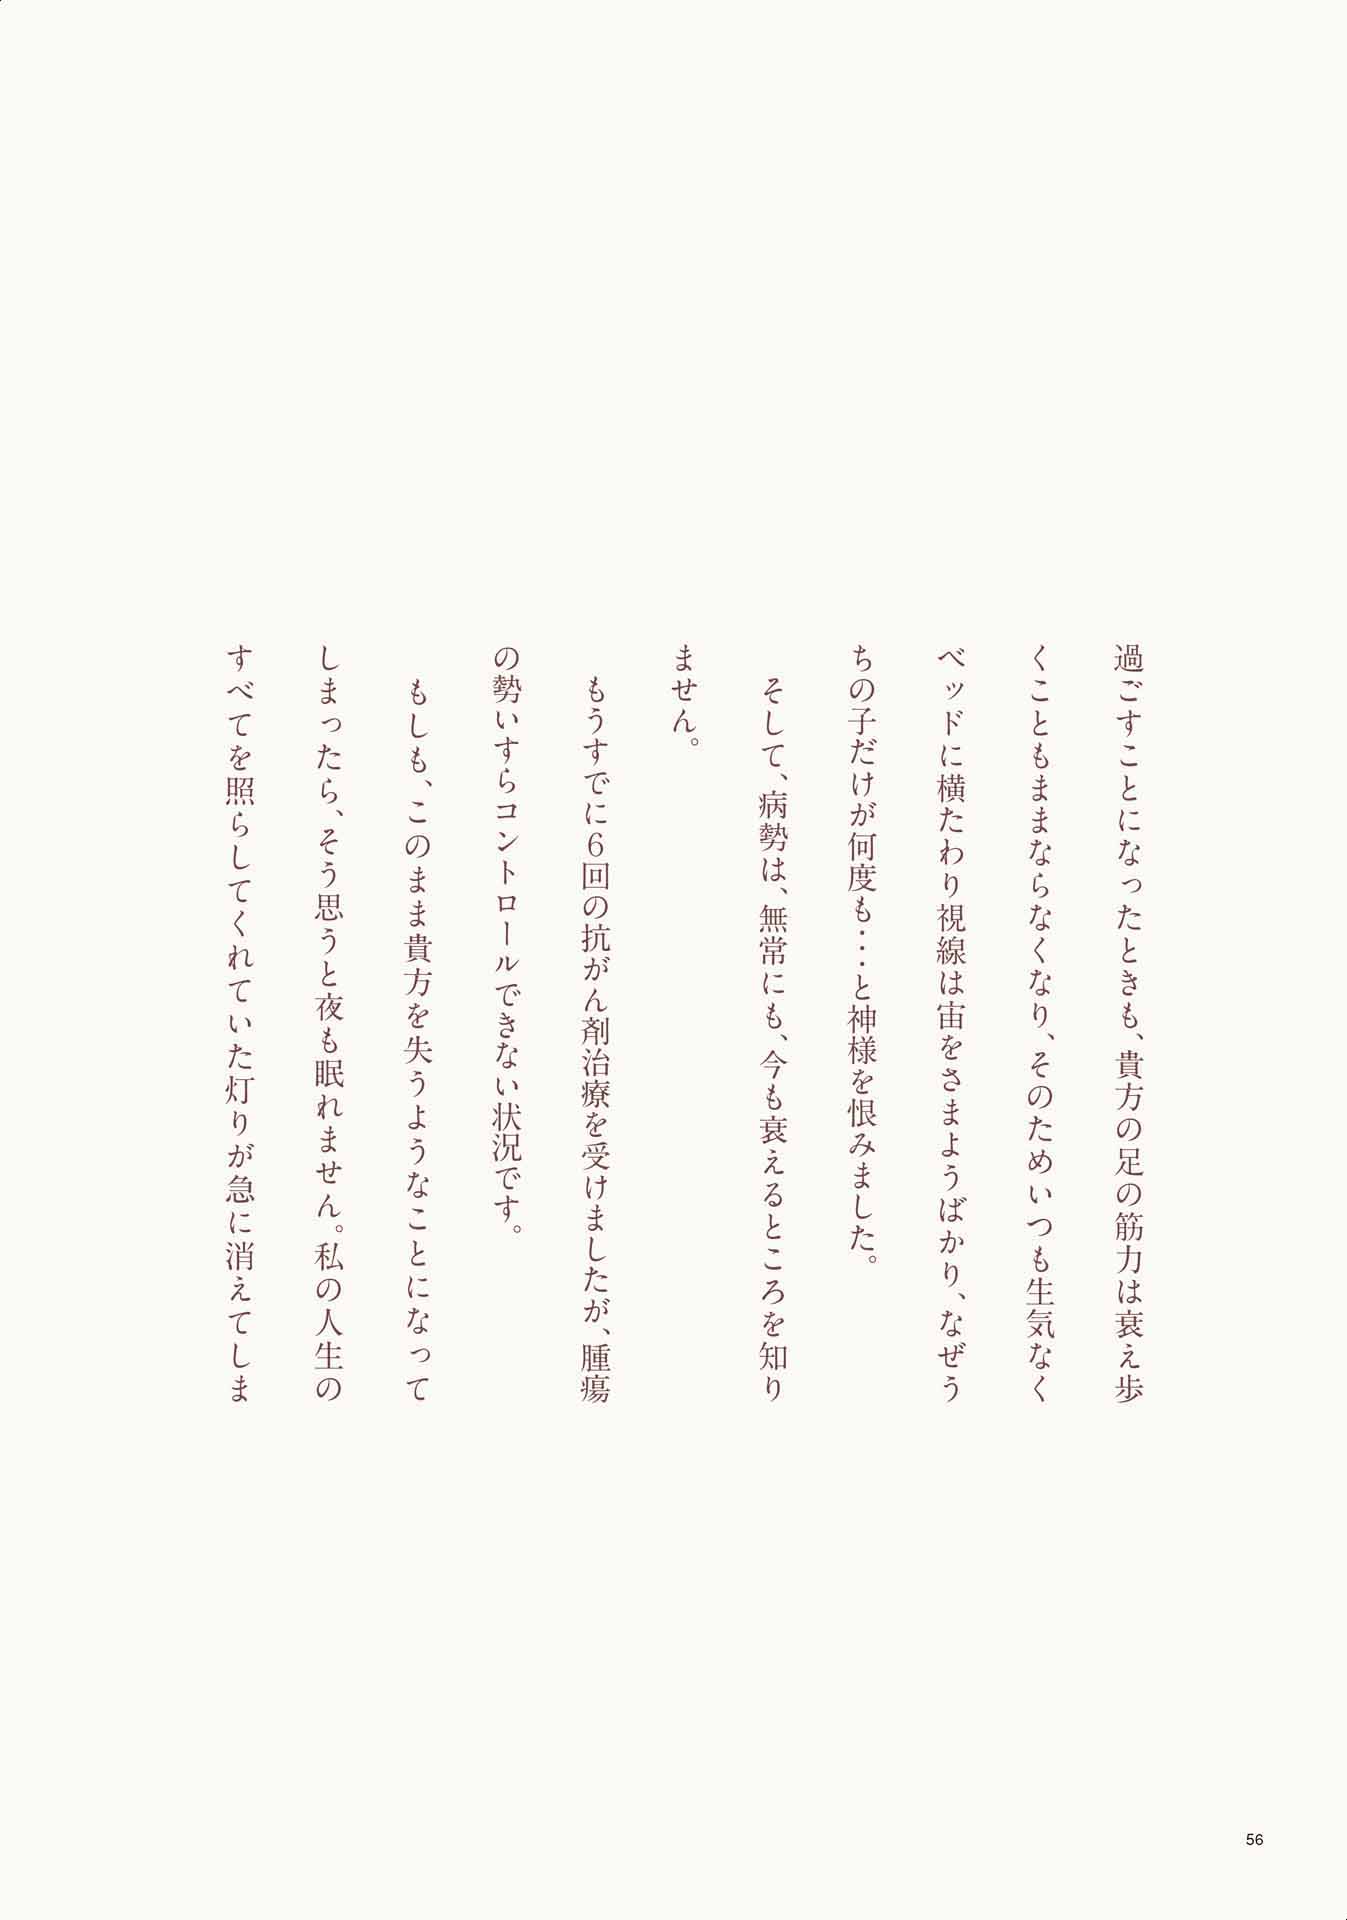 過ごすことになったときも、貴方の足の筋力は衰え歩
くこともままならなくなり、そのためいつも生気なく
ベッドに横たわり視線は宙をさまようばかり、なぜう
ちの子だけが何度も・・・と神様を恨みました。
　そして、病勢は、無常にも、今も衰えるところを知り
ません。
　もうすでに6回の抗がん剤治療を受けましたが、腫瘍
の勢いすらコントロールできない状況です。
　もしも、このまま貴方を失うようなことになって
しまったら、そう思うと夜も眠れません。私の人生の
すべてを照らしてくれていた灯りが急に消えてしま
56